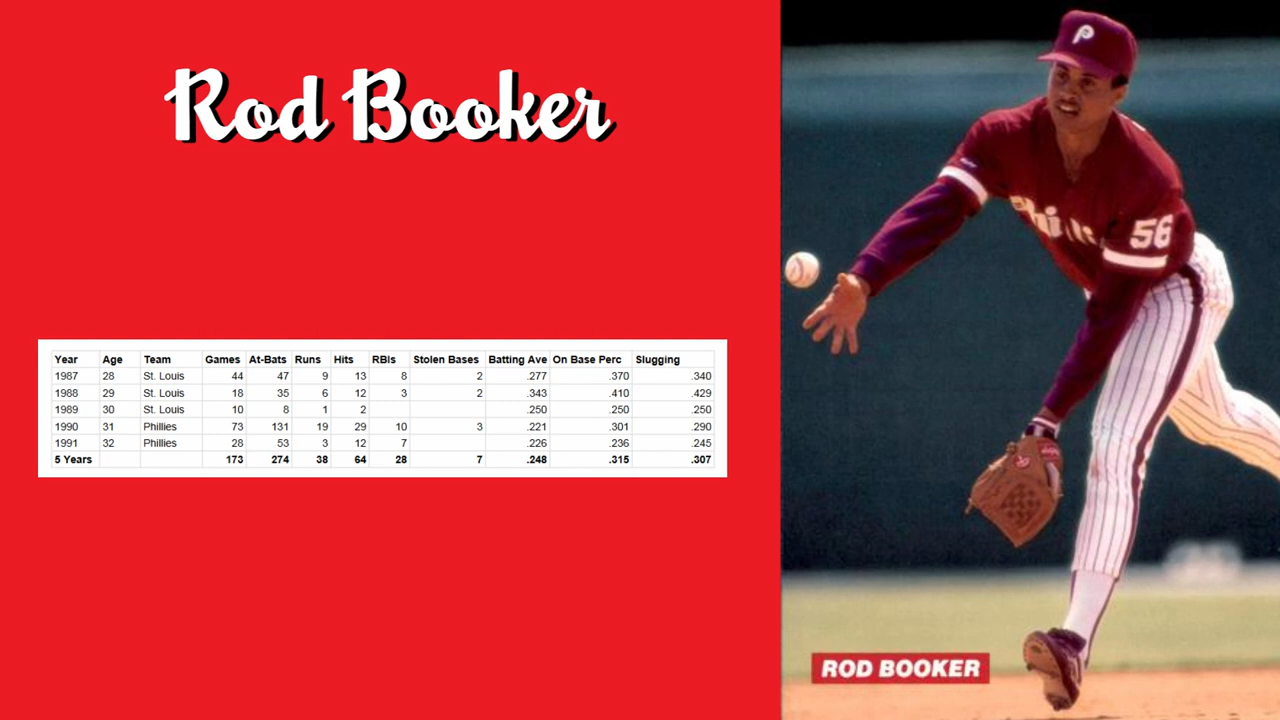 Rod Booker
Year Age Team Games At-Bats Runs Hits RBIs Stolen Bases Batting Ave On Base Perc Slugging
1987 28 St. Louis 44 47 9 13 8 2 .277 .370 .340
1988 29 St. Louis 18 35 6 12 3 2 .343 .410 .429
1989 30 St. Louis 10 8 1 2 .250 .250 .250
1990 31 Phillies 73 131 19 29 10 3 .221 .301 .290
1991 32 Phillies 28 53 3 12 7 .226 .236 .245
5 Years 173 274 38 64 28 7 .248 .315 .307
P
56
ROD BOOKER